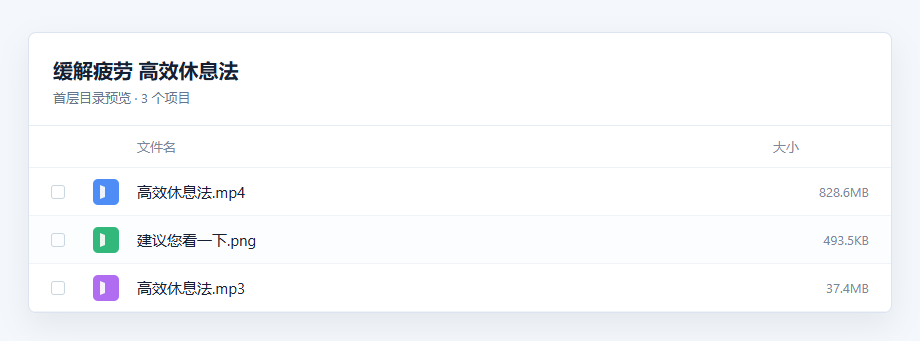 缓解疲劳 高效休息法
首层目录预览 · 3 个项目
文件名 大小
高效休息法.mp4 828.6MB
建议您看一下.png 493.5KB
高效休息法.mp3 37.4MB